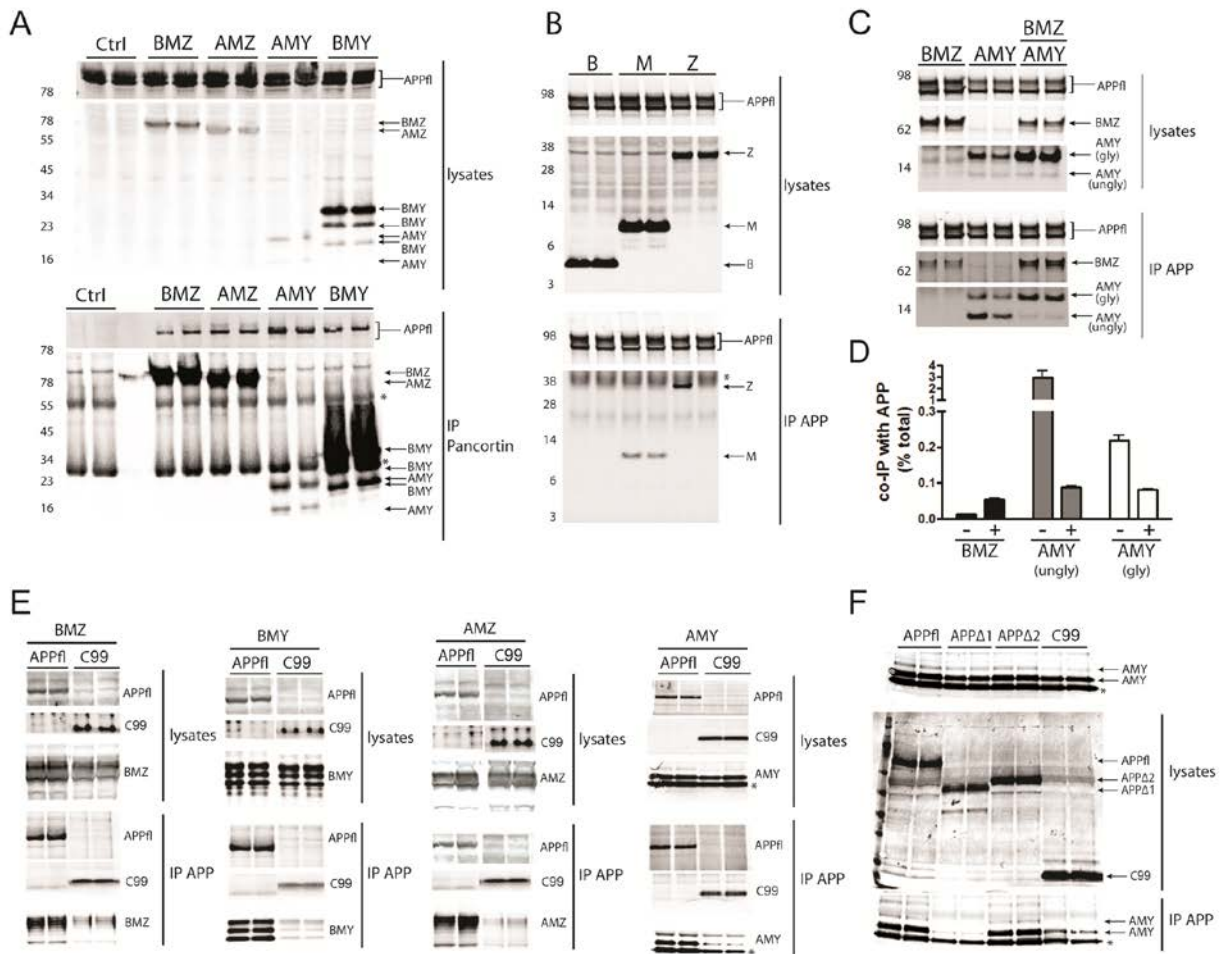 A
Ctrl BMZ AMZ AMY BMY
78
APPfl
78
55
45
34
23
16
BMZ
AMZ
BMY
BMY
AMY
BMY
AMY
lysates
Ctrl BMZ AMZ AMY BMY
78
APPfl
78
55
45
34
23
16
BMZ
AMZ
*
BMY
*
BMY
AMY
BMY
AMY
IP
Pancortin
B
B M Z
98
APPfl
38
28
14
6
3
Z
M
B
lysates
98
APPfl
38
28
14
6
3
*
Z
M
IP APP
C
BMZ
BMZ AMY AMY
98
APPfl
62
BMZ
14
AMY
(gly)
AMY
(ungly)
lysates
98
APPfl
62
BMZ
14
AMY
(gly)
AMY
(ungly)
IP APP
D
co-IP with APP
(% total)
4
3
2
1
0.3
0.2
0.1
0.0
- + - + - +
BMZ AMY AMY
(ungly) (gly)
E
BMZ
APPfl C99
APPfl
C99
BMZ
lysates
APPfl
C99
BMZ
IP APP
BMY
APPfl C99
APPfl
C99
BMY
lysates
APPfl
C99
BMY
IP APP
AMZ
APPfl C99
APPfl
C99
AMZ
lysates
APPfl
C99
AMZ
IP APP
AMY
APPfl C99
APPfl
C99
AMY
*
lysates
APPfl
C99
AMY
*
IP APP
F
APPfl APPΔ1 APPΔ2 C99
AMY
AMY
*
APPfl
APPΔ2
APPΔ1
C99
lysates
AMY
AMY
*
IP APP